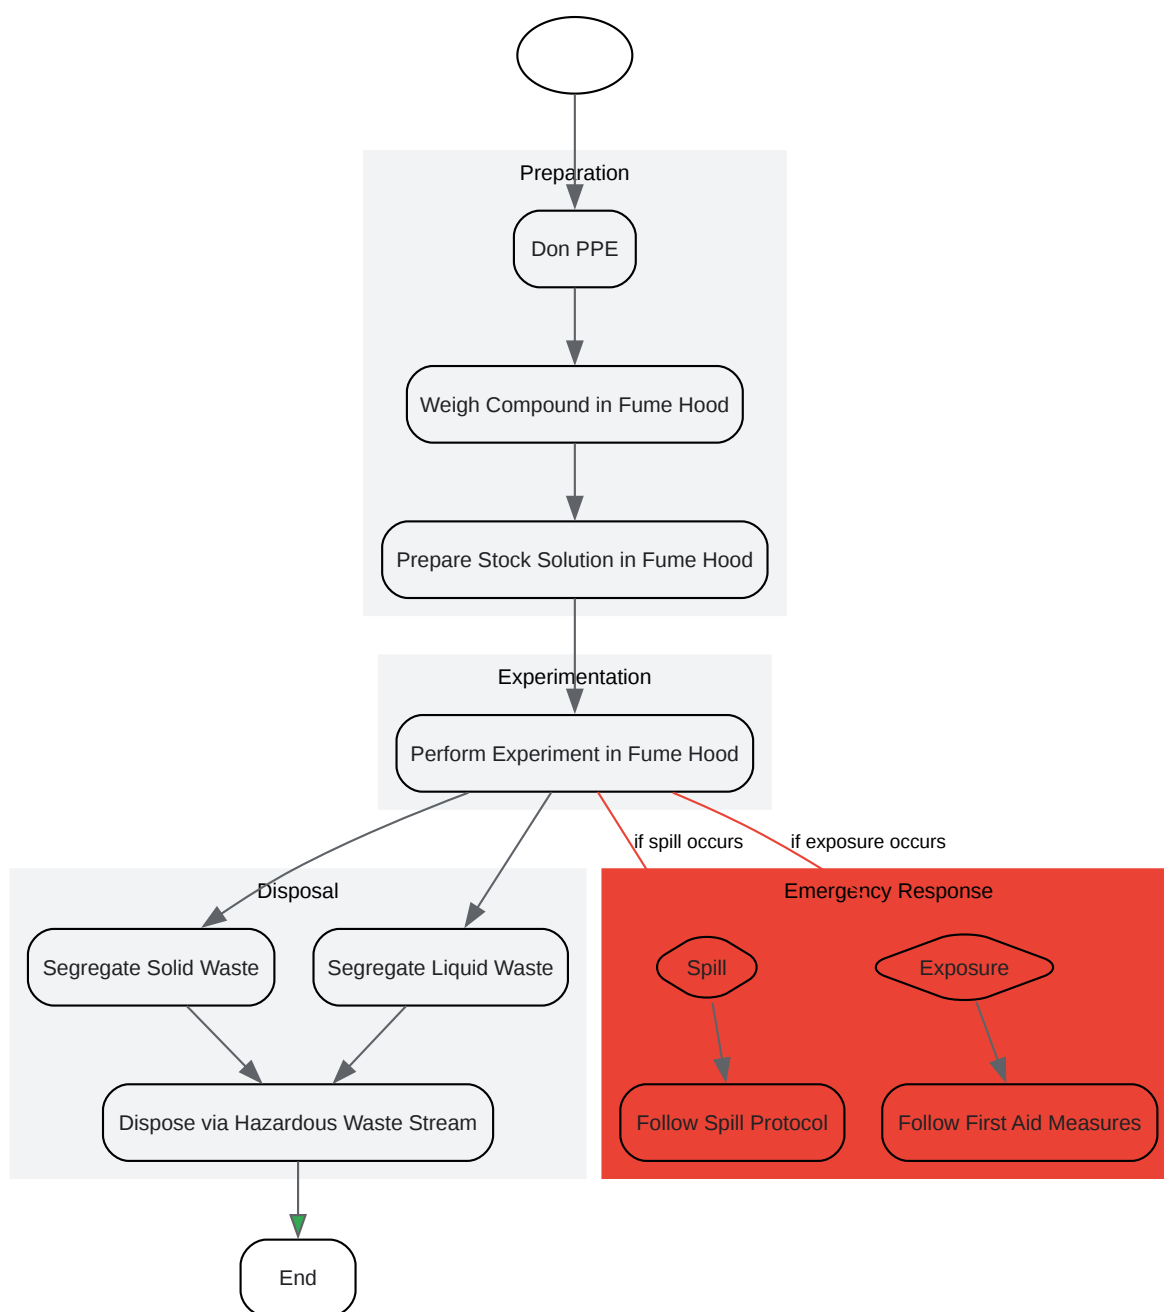 Preparation
Don PPE
Weigh Compound in Fume Hood
Prepare Stock Solution in Fume Hood
Experimentation
Perform Experiment in Fume Hood
if spill occurs
if exposure occurs
Disposal
Emergency Response
Segregate Solid Waste
Segregate Liquid Waste
Spill
Exposure
Dispose via Hazardous Waste Stream
Follow Spill Protocol
Follow First Aid Measures
End